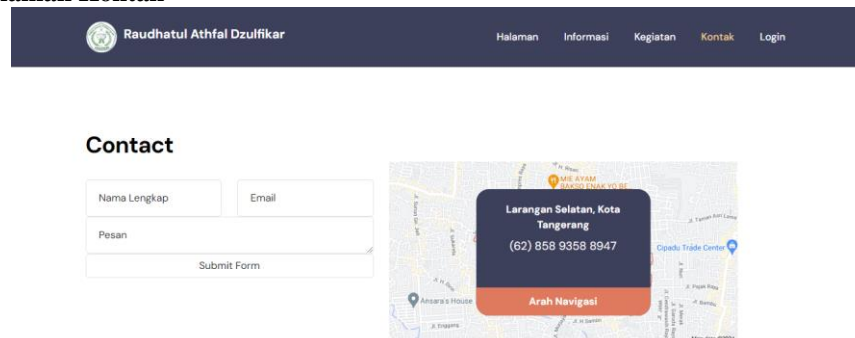 Raudhatul Athfal Dzulfikar
Halaman Informasi Kegiatan Kontak Login
Contact
Nama Lengkap Email
Pesan
Submit Form
MIE AYAM
BAKSO ENAK YO BE
Larangan Selatan, Kota
Tangerang
(62) 858 9358 8947
Arah Navigasi
Cipadu Trade Center
Ansara's House